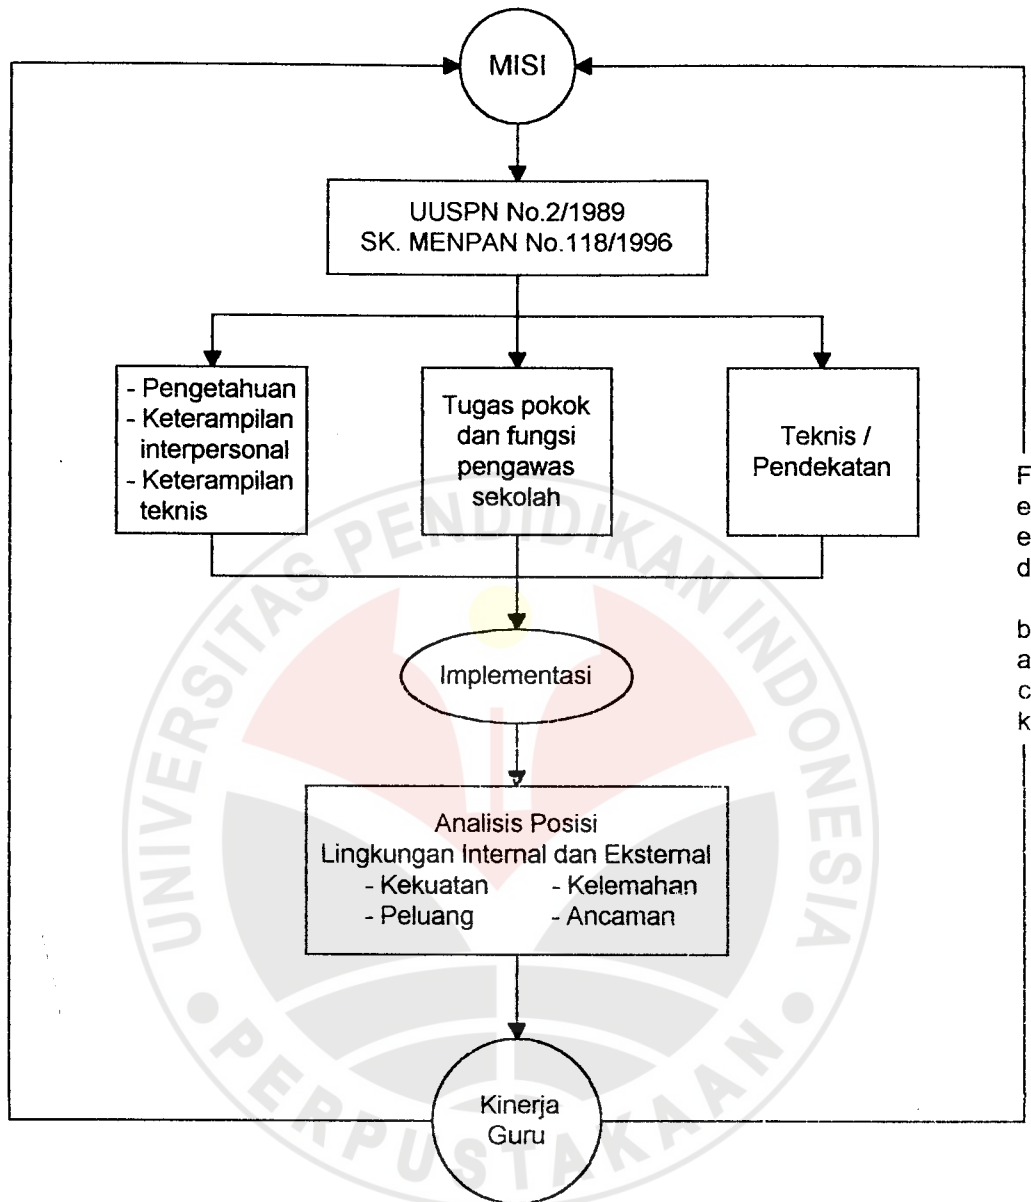 MISI
UUSPN No.2/1989
SK. MENPAN No.118/1996
- Pengetahuan
- Keterampilan
interpersonal
- Keterampilan
teknis
Tugas pokok
dan fungsi
pengawas
sekolah
Teknis /
Pendekatan
Feed back
Implementasi
Analisis Posisi
Lingkungan Internal dan Eksternal
- Kekuatan - Kelemahan
- Peluang - Ancaman
Kinerja
Guru
UNIVERSITAS PENDIDIKAN INDONESIA
PERPUSTAKAAN